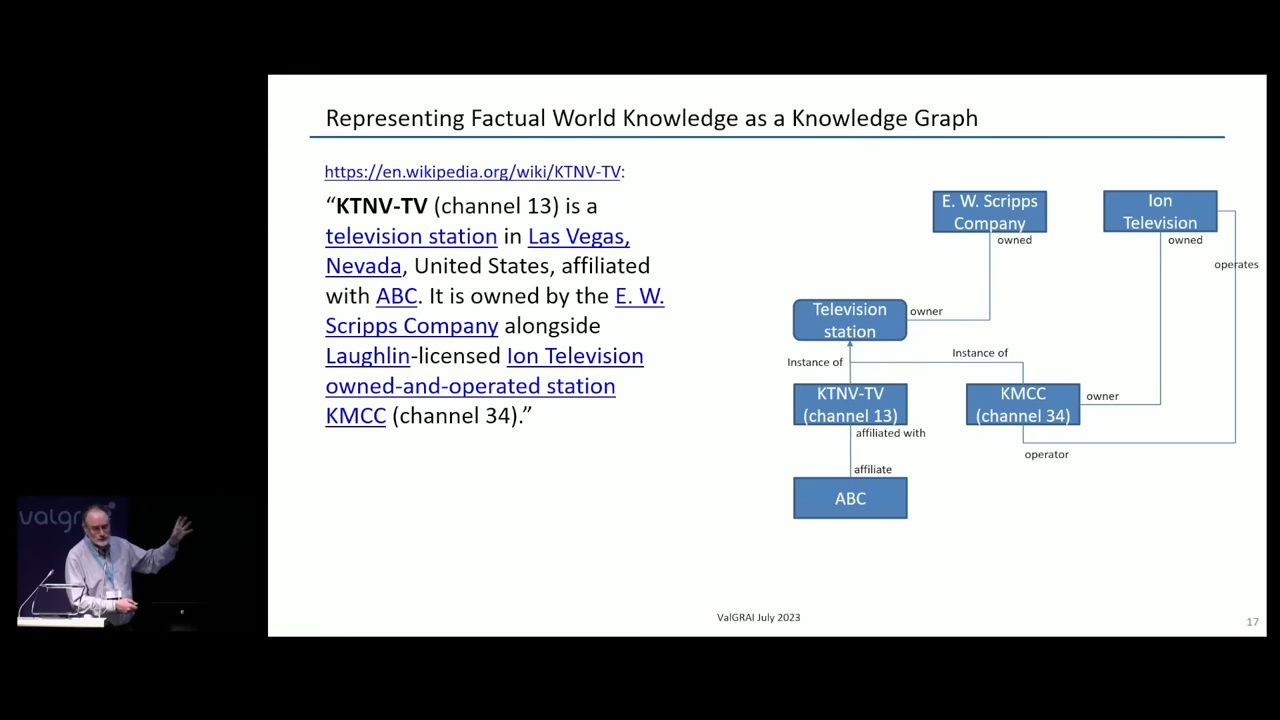 Representing Factual World Knowledge as a Knowledge Graph
https://en.wikipedia.org/wiki/KTNV-TV:
“KTNV-TV (channel 13) is a
television station in Las Vegas,
Nevada, United States, affiliated
with ABC. It is owned by the E. W.
Scripps Company alongside
Laughlin-licensed Ion Television
owned-and-operated station
KMCC (channel 34).”
E. W. Scripps
Company
owned
Ion
Television
owned
operates
Television
station
owner
Instance of
Instance of
KTNV-TV
(channel 13)
affiliated with
KMCC
(channel 34)
owner
operator
affiliate
ABC
valgr
ValGRAI July 2023
17